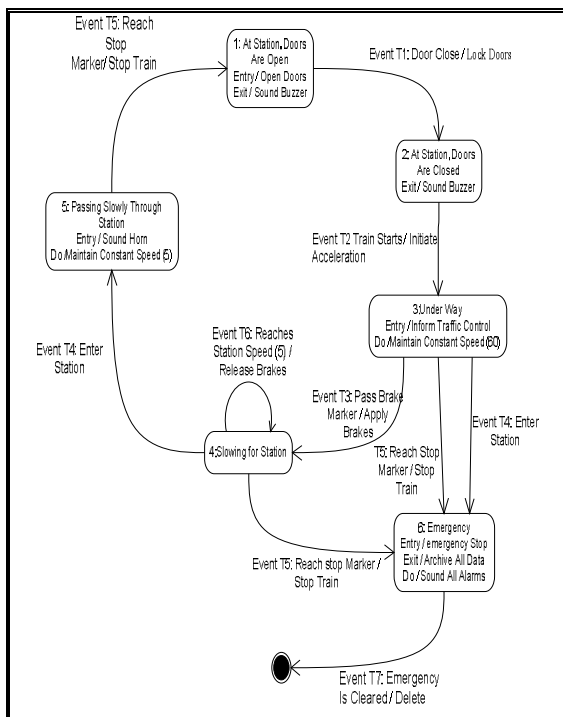 Event T5: Reach
Stop
Marker/ Stop Train
1: At Station, Doors
Are Open
Entry/ Open Doors
Exit/ Sound Buzzer
Event T1: Door Close / Lock Doors
2: At Station, Doors
Are Closed
Exit / Sound Buzzer
5: Passing Slowly Through
Station
Entry / Sound Horn
Do /Maintain Constant Speed (5)
Event T2 Train Starts/ Initiate
Acceleration
3:Under Way
Entry / Inform Traffic Control
Do/Maintain Constant Speed (60)
Event T6: Reaches
Station Speed (5) /
Release Brakes
Event T4: Enter
Station
Event T3: Pass Brake
Marker / Apply
Brakes
Event T4: Enter
Station
T5: Reach Stop
Marker / Stop
Train
4:Slowing for Station
6: Emergency
Entry / emergency Stop
Exit / Archive All Data
Do / Sound All Alarms
Event T5: Reach stop Marker /
Stop Train
Event T7: Emergency
Is Cleared / Delete